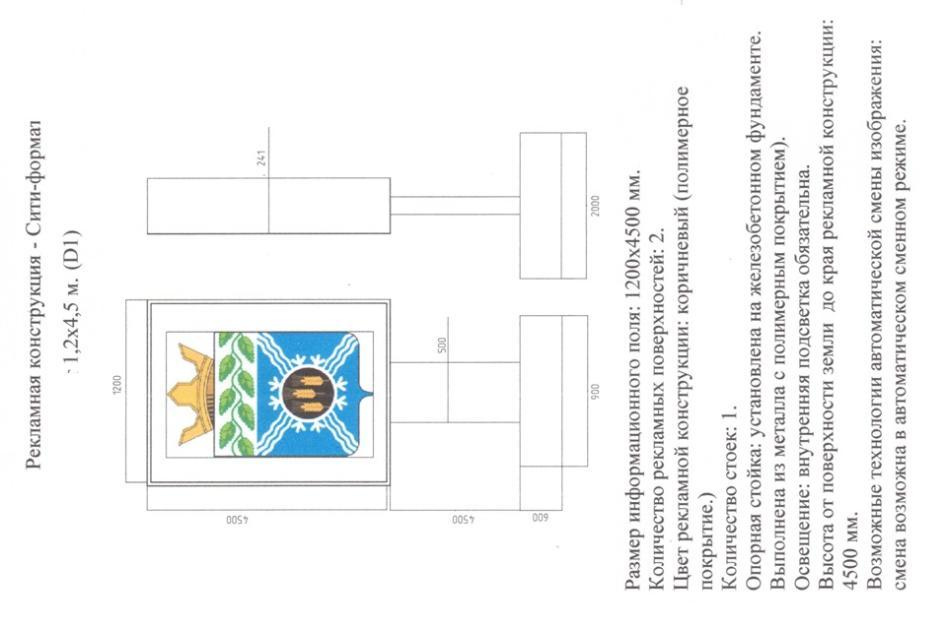 Рекламная конструкция - Сити-формат
1,2х4,5 м. (D1)
1200
241
4500
500
4500
600
900
2000
Размер информационного поля: 1200х4500 мм.
Количество рекламных поверхностей: 2.
Цвет рекламной конструкции: коричневый (полимерное
покрытие.)
Количество стоек: 1.
Опорная стойка: установлена на железобетонном фундаменте.
Выполнена из металла с полимерным покрытием).
Освещение: внутренняя подсветка обязательна.
Высота от поверхности земли до края рекламной конструкции:
4500 мм.
Возможные технологии автоматической смены изображения:
смена возможна в автоматическом сменном режиме.